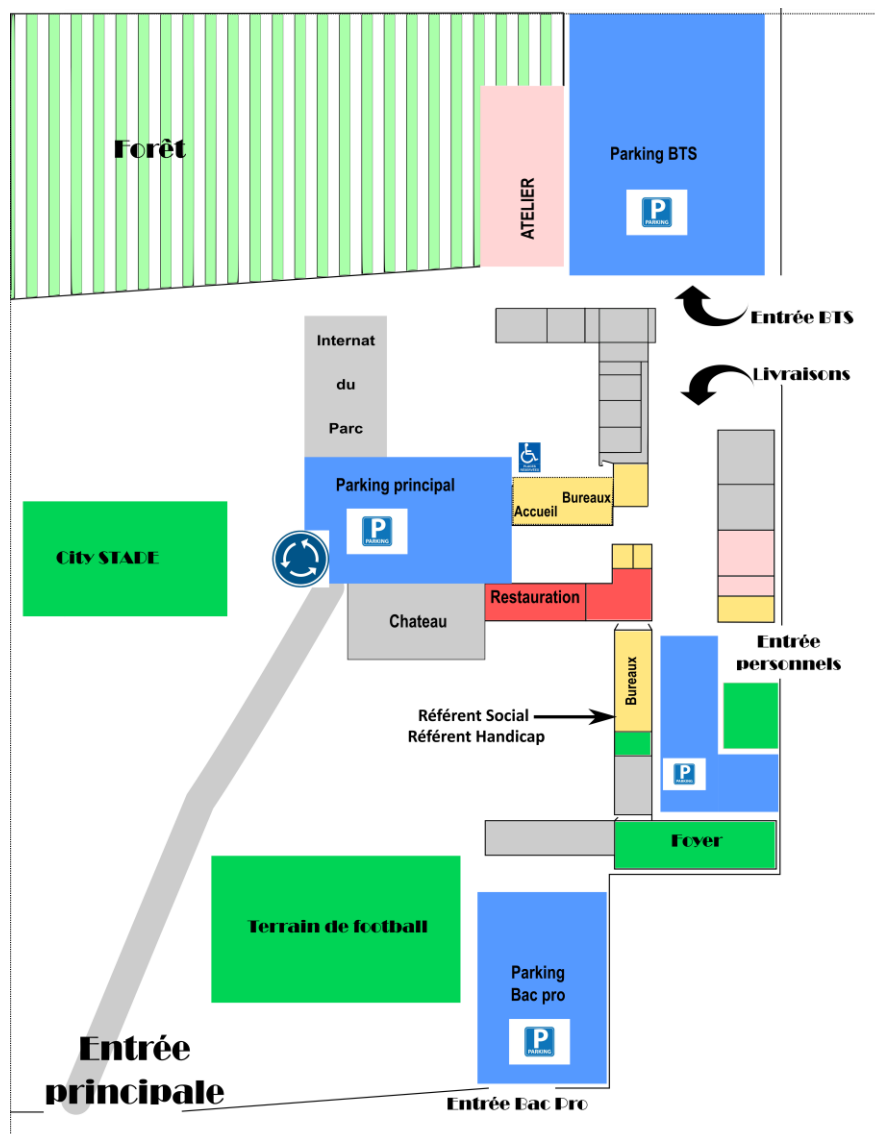 Forêt
Parking BTS
P
PARKING
ATELIER
Entrée BTS
Internat
du
Parc
Livraisons
Parking principal
P
PARKING
Bureaux
Accueil
City STADE
Restauration
Chateau
Entrée
personnels
Bureaux
Référent Social
Référent Handicap
P
PARKING
Foyer
Terrain de football
Parking
Bac pro
P
PARKING
Entrée
principale
Entrée Bac Pro